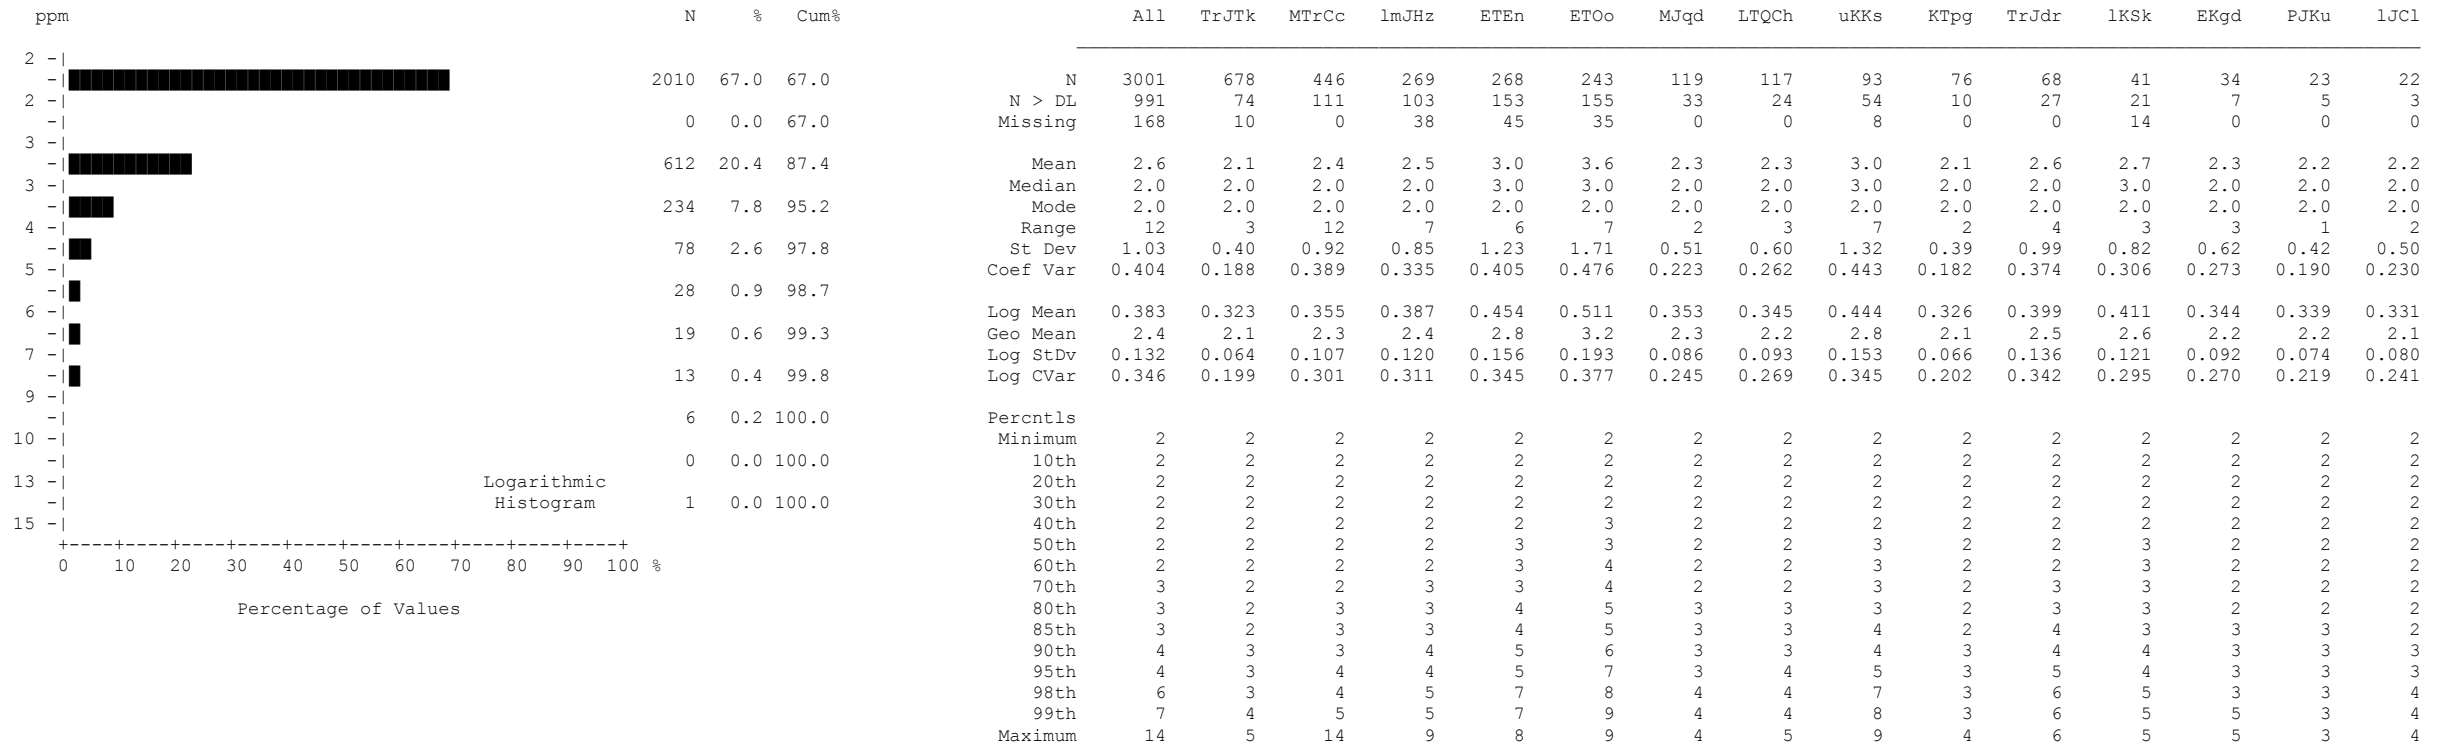 ppm N % Cum% All TrJTk MTrCc lmJHz ETEn ETOo MJqd LTQCh uKKs KTpg TrJdr lKSk EKgd PJKu lJCl
2 -|
-| 2010 67.0 67.0 N 3001 678 446 269 268 243 119 117 93 76 68 41 34 23 22
2 -| N > DL 991 74 111 103 153 155 33 24 54 10 27 21 7 5 3
-| 0 0.0 67.0 Missing 168 10 0 38 45 35 0 0 8 0 0 14 0 0 0
3 -|
-| 612 20.4 87.4 Mean 2.6 2.1 2.4 2.5 3.0 3.6 2.3 2.3 3.0 2.1 2.6 2.7 2.3 2.2 2.2
3 -| Median 2.0 2.0 2.0 2.0 3.0 3.0 2.0 2.0 3.0 2.0 2.0 3.0 2.0 2.0 2.0
-| 234 7.8 95.2 Mode 2.0 2.0 2.0 2.0 2.0 2.0 2.0 2.0 2.0 2.0 2.0 2.0 2.0 2.0 2.0
4 -| Range 12 3 12 7 6 7 2 3 7 2 4 3 3 1 2
-| 78 2.6 97.8 St Dev 1.03 0.40 0.92 0.85 1.23 1.71 0.51 0.60 1.32 0.39 0.99 0.82 0.62 0.42 0.50
5 -| Coef Var 0.404 0.188 0.389 0.335 0.405 0.476 0.223 0.262 0.443 0.182 0.374 0.306 0.273 0.190 0.230
-| 28 0.9 98.7
6 -| Log Mean 0.383 0.323 0.355 0.387 0.454 0.511 0.353 0.345 0.444 0.326 0.399 0.411 0.344 0.339 0.331
-| 19 0.6 99.3 Geo Mean 2.4 2.1 2.3 2.4 2.8 3.2 2.3 2.2 2.8 2.1 2.5 2.6 2.2 2.2 2.1
7 -| Log StDv 0.132 0.064 0.107 0.120 0.156 0.193 0.086 0.093 0.153 0.066 0.136 0.121 0.092 0.074 0.080
-| 13 0.4 99.8 Log CVar 0.346 0.199 0.301 0.311 0.345 0.377 0.245 0.269 0.345 0.202 0.342 0.295 0.270 0.219 0.241
9 -|
-| 6 0.2 100.0 Percntls
10 -| Minimum 2 2 2 2 2 2 2 2 2 2 2 2 2 2 2
-| 0 0.0 100.0 10th 2 2 2 2 2 2 2 2 2 2 2 2 2 2 2
13 -| Logarithmic 20th 2 2 2 2 2 2 2 2 2 2 2 2 2 2 2
-| Histogram 1 0.0 100.0 30th 2 2 2 2 2 2 2 2 2 2 2 2 2 2 2
15 -| 40th 2 2 2 2 2 3 2 2 2 2 2 2 2 2 2
+----+----+----+----+----+----+----+----+----+----+ 50th 2 2 2 2 3 3 2 2 3 2 2 3 2 2 2
0 10 20 30 40 50 60 70 80 90 100 % 60th 2 2 2 2 3 4 2 2 3 2 2 3 2 2 2
70th 3 2 2 3 3 4 2 2 3 2 3 3 2 2 2
Percentage of Values 80th 3 2 3 3 4 5 3 3 3 2 3 3 2 2 2
85th 3 2 3 3 4 5 3 3 4 2 4 3 3 3 2
90th 4 3 3 4 5 6 3 3 4 3 4 4 3 3 3
95th 4 3 4 4 5 7 3 4 5 3 5 4 3 3 3
98th 6 3 4 5 7 8 4 4 7 3 6 5 3 3 4
99th 7 4 5 5 7 9 4 4 8 3 6 5 5 3 4
Maximum 14 5 14 9 8 9 4 5 9 4 6 5 5 3 4